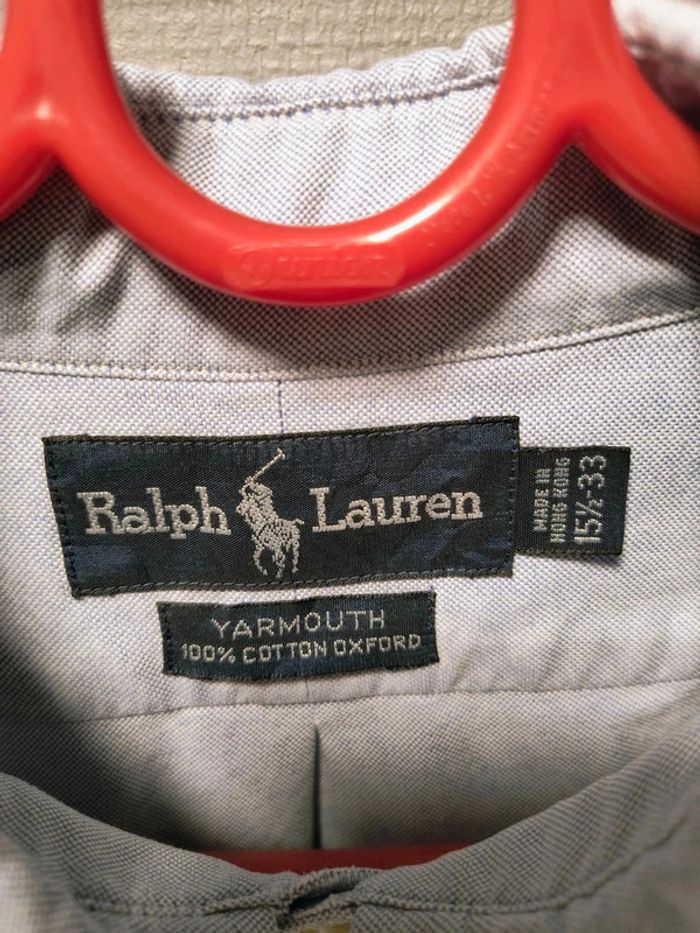 Ralph Lauren
MADE IN
HONG KONG
15½-33
YARMOUTH
100% COTTON OXFORD